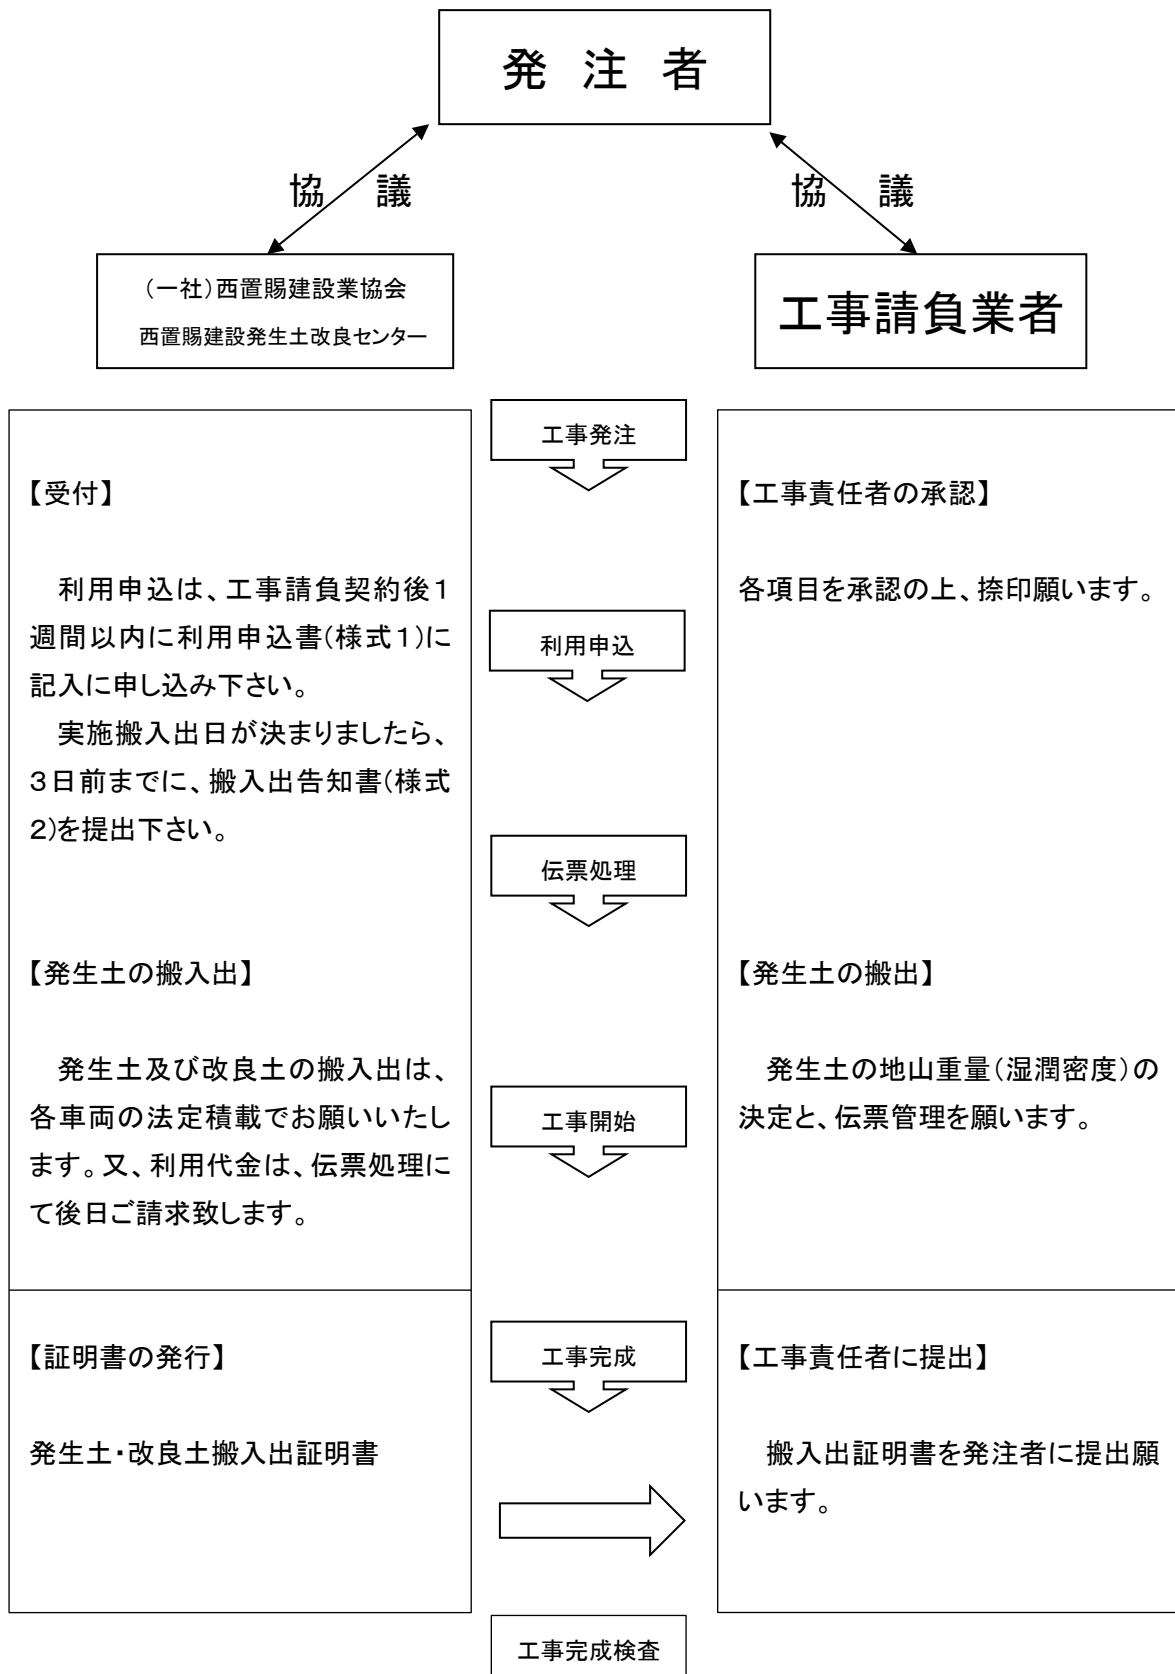 発 注 者
協 議
協 議
（一社）西置賜建設業協会
西置賜建設発生土改良センター
工事請負業者
工事発注
【受付】
利用申込は、工事請負契約後１
週間以内に利用申込書(様式１)に
記入に申し込み下さい。
実施搬入出日が決まりましたら、
３日前までに、搬入出告知書(様式
２)を提出下さい。
【工事責任者の承認】
各項目を承認の上、捺印願います。
利用申込
伝票処理
【発生土の搬入出】
発生土及び改良土の搬入出は、
各車両の法定積載でお願いいたし
ます。又、利用代金は、伝票処理に
て後日ご請求致します。
【発生土の搬出】
発生土の地山重量（湿潤密度）の
決定と、伝票管理を願います。
工事開始
【証明書の発行】
発生土・改良土搬入出証明書
工事完成
【工事責任者に提出】
搬入出証明書を発注者に提出願
います。
工事完成検査